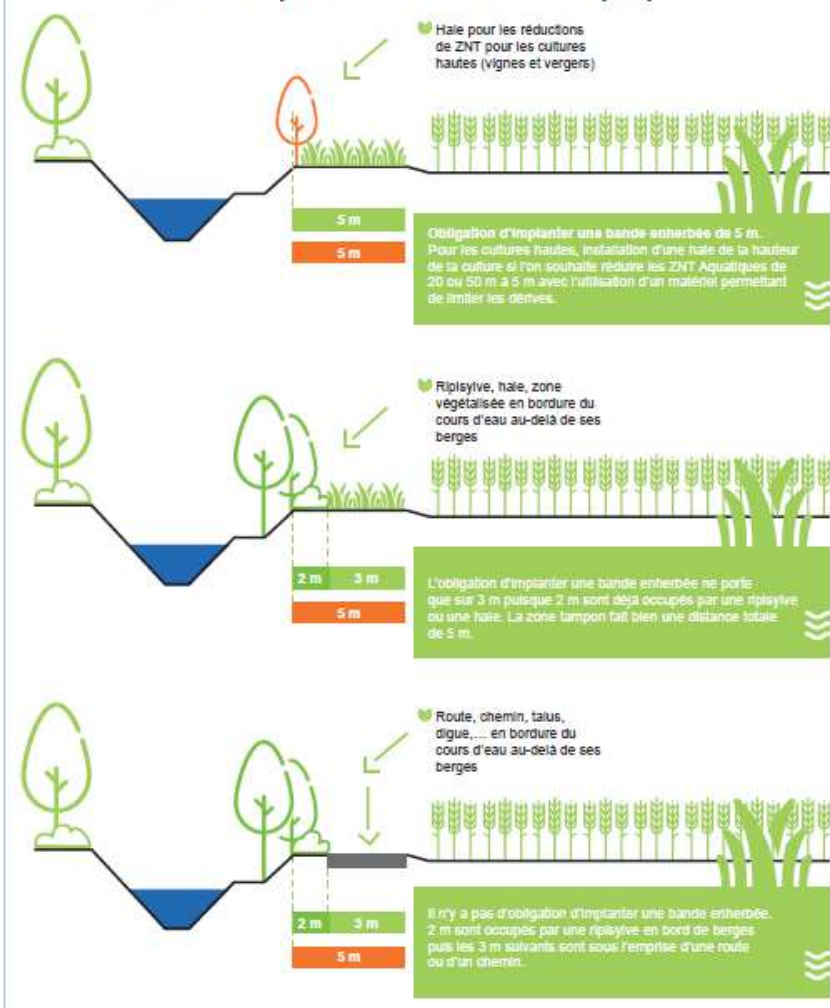 Haie pour les réductions
de ZNT pour les cultures
hautes (vignes et vergers)
5 m
5 m
Obligation d'implanter une bande enherbée de 5 m.
Pour les cultures hautes, installation d'une haie de la hauteur
de la culture si l'on souhaite réduire les ZNT Aquatiques de
20 ou 50 m à 5 m avec l'utilisation d'un matériel permettant
de limiter les dérives.
Ripisylve, haie, zone
végétalisée en bordure du
cours d'eau au-delà de ses
berges
2 m 3 m
5 m
L'obligation d'implanter une bande enherbée ne porte
que sur 3 m puisque 2 m sont déjà occupés par une ripisylve
ou une haie. La zone tampon fait bien une distance totale
de 5 m.
Route, chemin, talus,
digue,... en bordure du
cours d'eau au-delà de ses
berges
2 m 3 m
5 m
Il n'y a pas d'obligation d'implanter une bande enherbée.
2 m sont occupés par une ripisylve en bord de berges
puis les 3 m suivants sont sous l'emprise d'une route
ou d'un chemin.